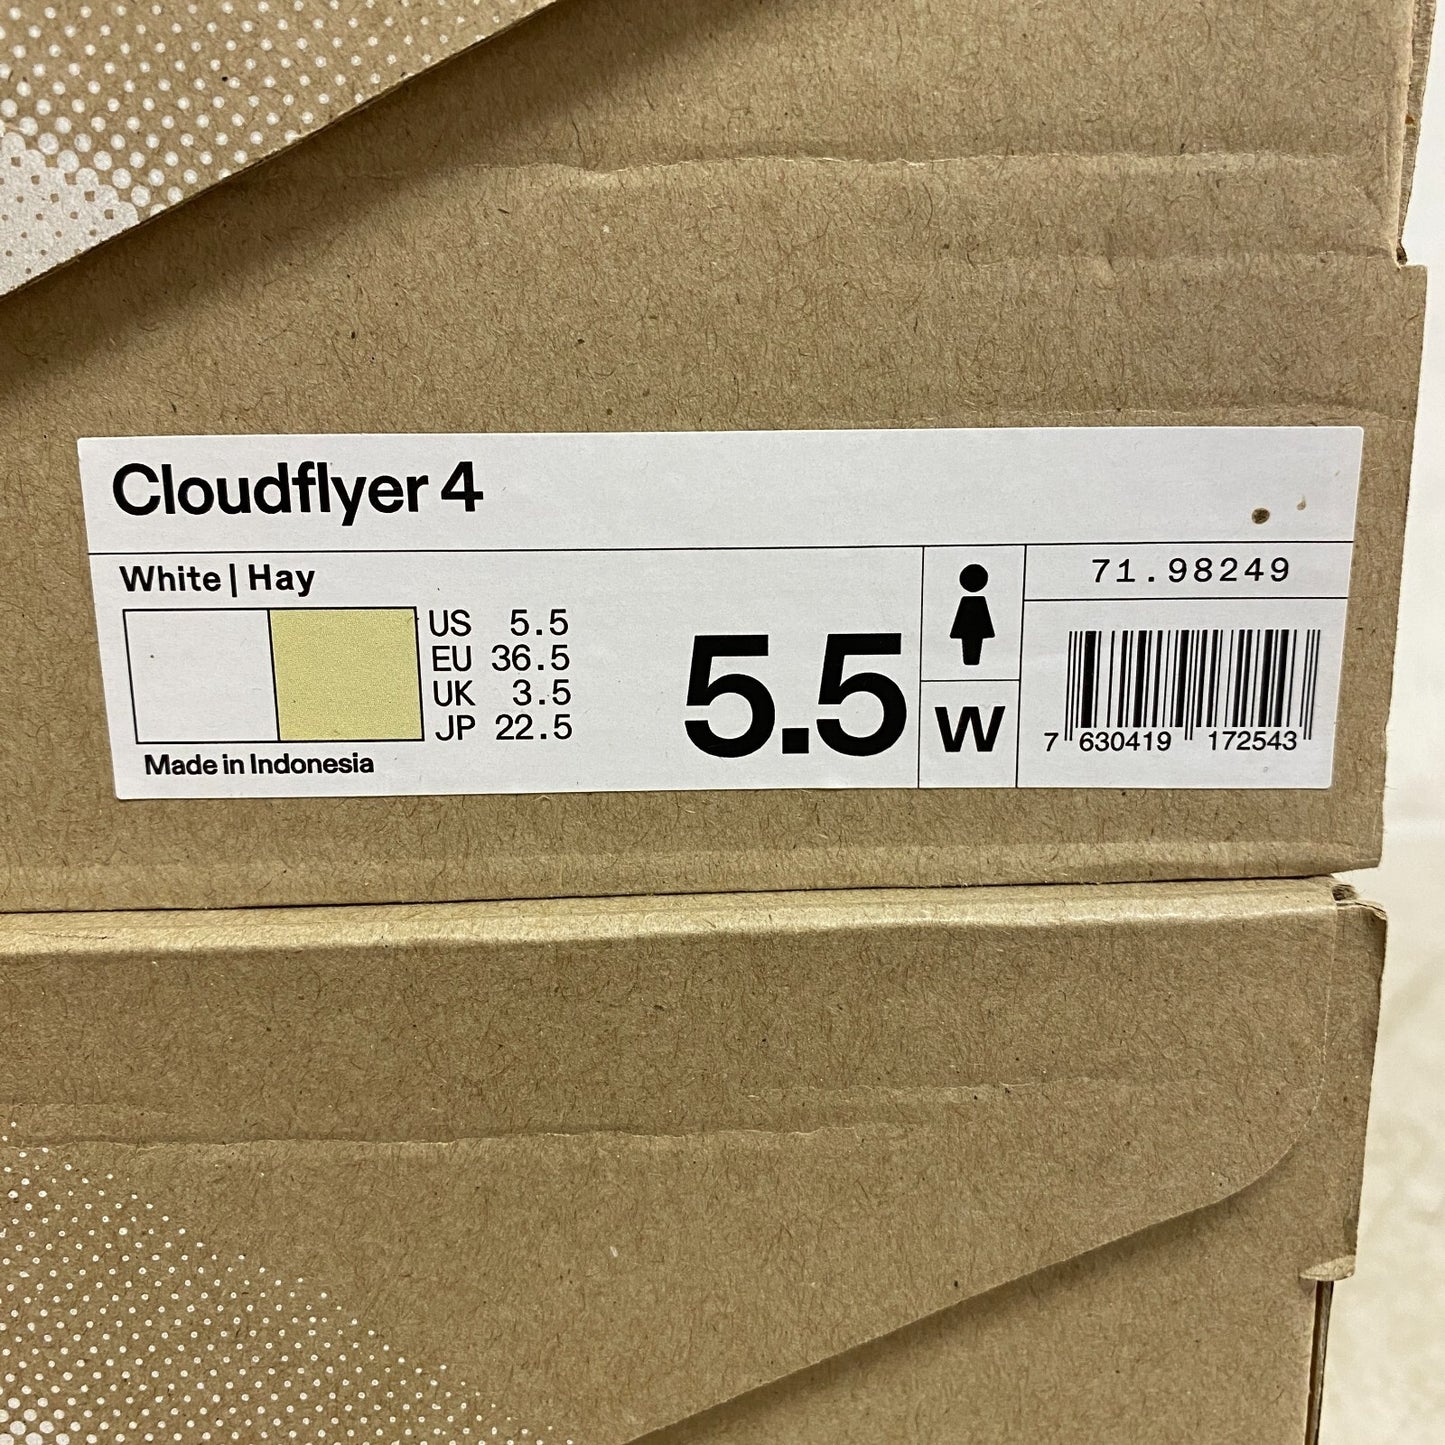 Cloudflyer 4
White | Hay
US 5.5
EU 36.5
UK 3.5
JP 22.5
Made in Indonesia
5.5
W
71.98249
7 630419 172543